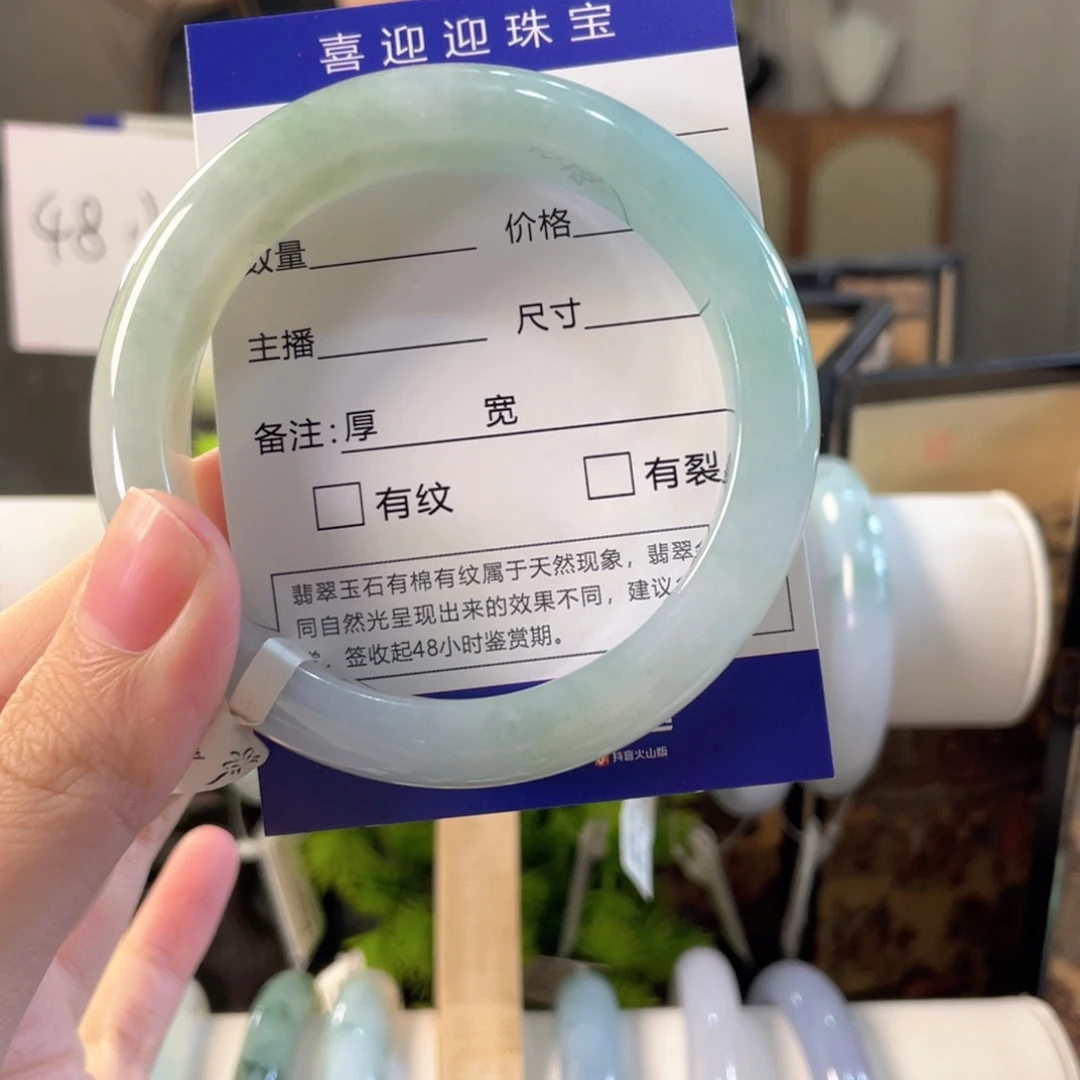 喜迎迎珠宝
48
数量 价格
主播 尺寸
备注:厚 宽
有纹 有裂
翡翠玉石有棉有纹属于天然现象，翡翠
同自然光呈现出来的效果不同，建议
签收起48小时鉴赏期。
抖音火山版